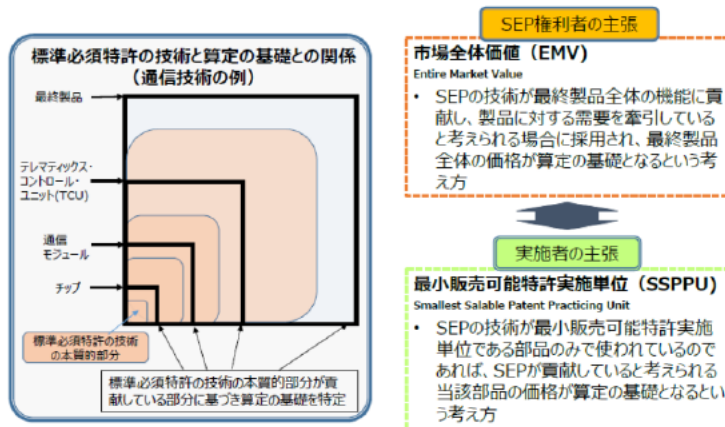 標準必須特許の技術と算定の基礎との関係
（通信技術の例）
最終製品
テレマティックス・
コントロール・
ユニット(TCU)
通信
モジュール
チップ
標準必須特許の技術
の本質的部分
標準必須特許の技術の本質的部分が貢
献している部分に基づき算定の基礎を特定
SEP権利者の主張
市場全体価値（EMV）
Entire Market Value
• SEPの技術が最終製品全体の機能に貢
献し、製品に対する需要を牽引している
と考えられる場合に採用され、最終製品
全体の価格が算定の基礎となるという考
え方
実施者の主張
最小販売可能特許実施単位（SSPPU）
Smallest Salable Patent Practicing Unit
• SEPの技術が最小販売可能特許実施
単位である部品のみで使われているので
あれば、SEPが貢献していると考えられる
当該部品の価格が算定の基礎となるとい
う考え方